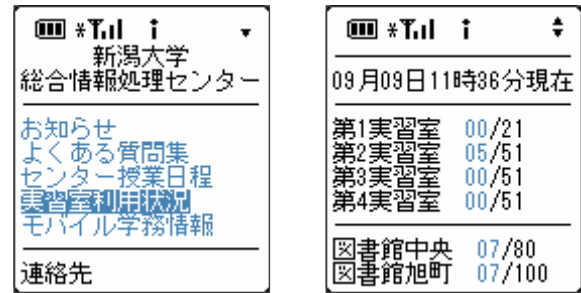 新潟大学
総合情報処理センター
お知らせ
よくある質問集
センター授業日程
実習室利用状況
モバイル学務情報
連絡先
09月09日11時36分現在
第1実習室 00/21
第2実習室 05/51
第3実習室 00/51
第4実習室 00/51
図書館中央 07/80
図書館旭町 07/100